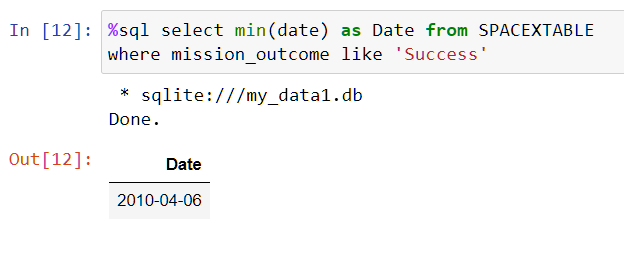 In [12]: %sql select min(date) as Date from SPACEXTABLE
where mission_outcome like 'Success'
* sqlite:///my_data1.db
Done.
Out[12]:
Date
2010-04-06